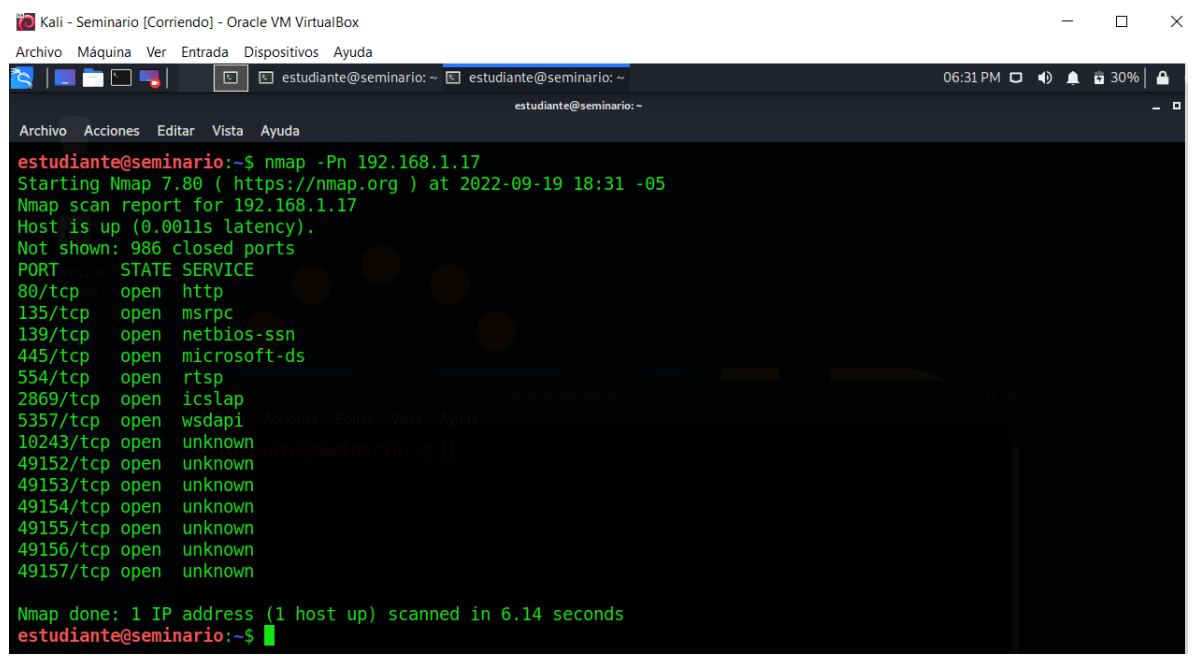 Kali - Seminario [Corriendo] - Oracle VM VirtualBox
Archivo Máquina Ver Entrada Dispositivos Ayuda
estudiante@seminario: ~ estudiante@seminario: ~ 06:31 PM 30%
estudiante@seminario: ~
Archivo Acciones Editar Vista Ayuda
estudiante@seminario:~$ nmap -Pn 192.168.1.17
Starting Nmap 7.80 ( https://nmap.org ) at 2022-09-19 18:31 -05
Nmap scan report for 192.168.1.17
Host is up (0.0011s latency).
Not shown: 986 closed ports
PORT STATE SERVICE
80/tcp open http
135/tcp open msrpc
139/tcp open netbios-ssn
445/tcp open microsoft-ds
554/tcp open rtsp
2869/tcp open icslap
5357/tcp open wsdapi
Acciones Editar Vista Ayuda
10243/tcp open unknown
49152/tcp open unknown
49153/tcp open unknown
49154/tcp open unknown
49155/tcp open unknown
49156/tcp open unknown
49157/tcp open unknown
Nmap done: 1 IP address (1 host up) scanned in 6.14 seconds
estudiante@seminario:~$